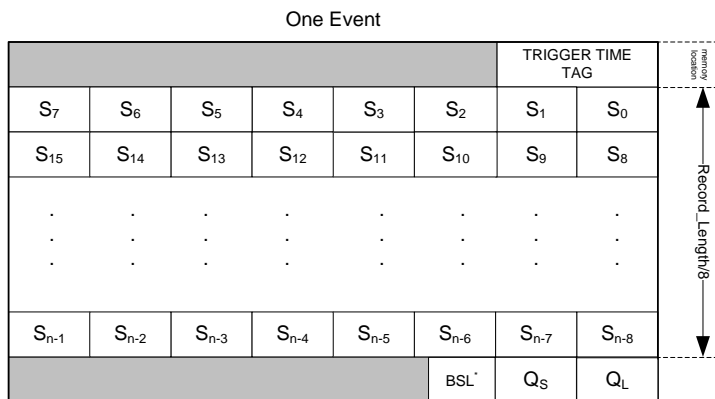 One Event
TRIGGER TIME
TAG
memory
location
S₇ S₆ S₅ S₄ S₃ S₂ S₁ S₀
S₁₅ S₁₄ S₁₃ S₁₂ S₁₁ S₁₀ S₉ S₈
. . . . . . . .
. . . . . . . .
. . . . . . . .
Record_Length/8
Sₙ₋₁ Sₙ₋₂ Sₙ₋₃ Sₙ₋₄ Sₙ₋₅ Sₙ₋₆ Sₙ₋₇ Sₙ₋₈
BSL* Q_S Q_L